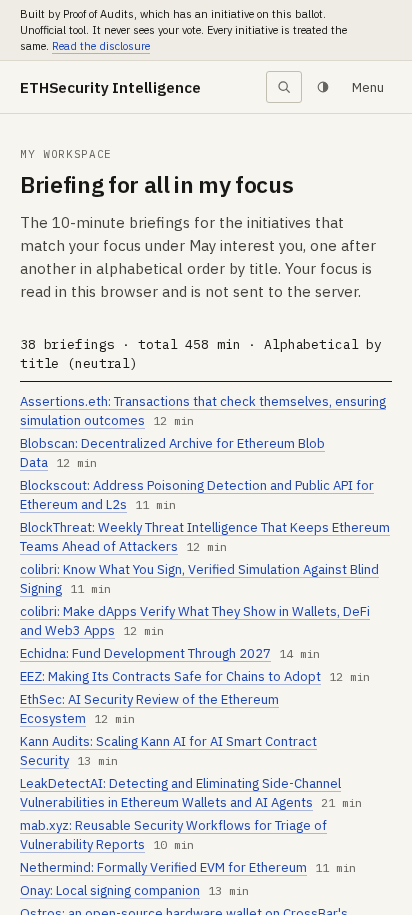 Built by Proof of Audits, which has an initiative on this ballot.
Unofficial tool. It never sees your vote. Every initiative is treated the
same. Read the disclosure
ETHSecurity Intelligence
Menu
MY WORKSPACE
Briefing for all in my focus
The 10-minute briefings for the initiatives that
match your focus under May interest you, one after
another in alphabetical order by title. Your focus is
read in this browser and is not sent to the server.
38 briefings · total 458 min · Alphabetical by
title (neutral)
Assertions.eth: Transactions that check themselves, ensuring
simulation outcomes 12 min
Blobscan: Decentralized Archive for Ethereum Blob
Data 12 min
Blockscout: Address Poisoning Detection and Public API for
Ethereum and L2s 11 min
BlockThreat: Weekly Threat Intelligence That Keeps Ethereum
Teams Ahead of Attackers 12 min
colibri: Know What You Sign, Verified Simulation Against Blind
Signing 11 min
colibri: Make dApps Verify What They Show in Wallets, DeFi
and Web3 Apps 12 min
Echidna: Fund Development Through 2027 14 min
EEZ: Making Its Contracts Safe for Chains to Adopt 12 min
EthSec: AI Security Review of the Ethereum
Ecosystem 12 min
Kann Audits: Scaling Kann AI for AI Smart Contract
Security 13 min
LeakDetectAI: Detecting and Eliminating Side-Channel
Vulnerabilities in Ethereum Wallets and AI Agents 21 min
mab.xyz: Reusable Security Workflows for Triage of
Vulnerability Reports 10 min
Nethermind: Formally Verified EVM for Ethereum 11 min
Onay: Local signing companion 13 min
Ostros: an open-source hardware wallet on CrossBar's